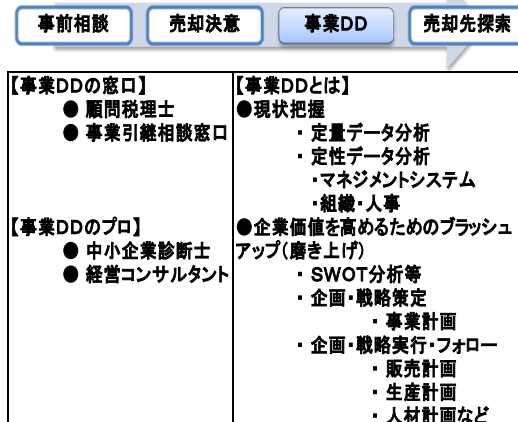 事前相談
売却決意
事業DD
売却先探索
【事業DDの窓口】
● 顧問税理士
● 事業引継相談窓口
【事業DDのプロ】
● 中小企業診断士
● 経営コンサルタント
【事業DDとは】
●現状把握
・ 定量データ分析
・ 定性データ分析
・マネジメントシステム
・組織・人事
●企業価値を高めるためのブラッシュ
アップ(磨き上げ)
・ SWOT分析等
・ 企画・戦略策定
・ 事業計画
・ 企画・戦略実行・フォロー
・ 販売計画
・ 生産計画
・ 人材計画など